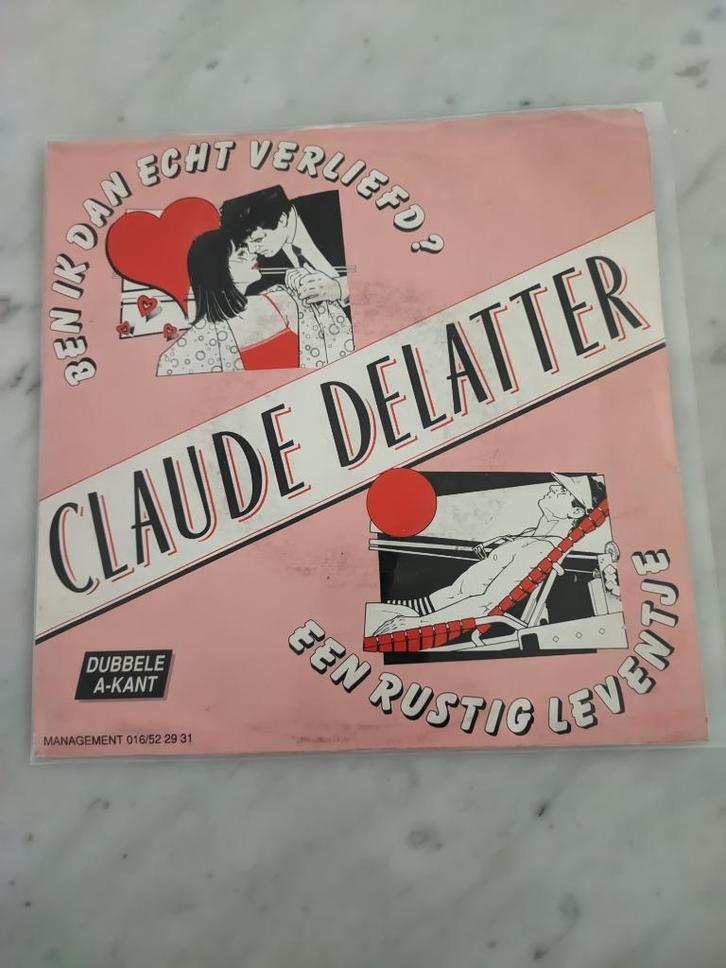 BEN IK DAN ECHT VERLIEFD?
CLAUDE DELATTER
EEN RUSTIG LEVENTJE
DUBBELE
A-KANT
MANAGEMENT 016/52 29 31